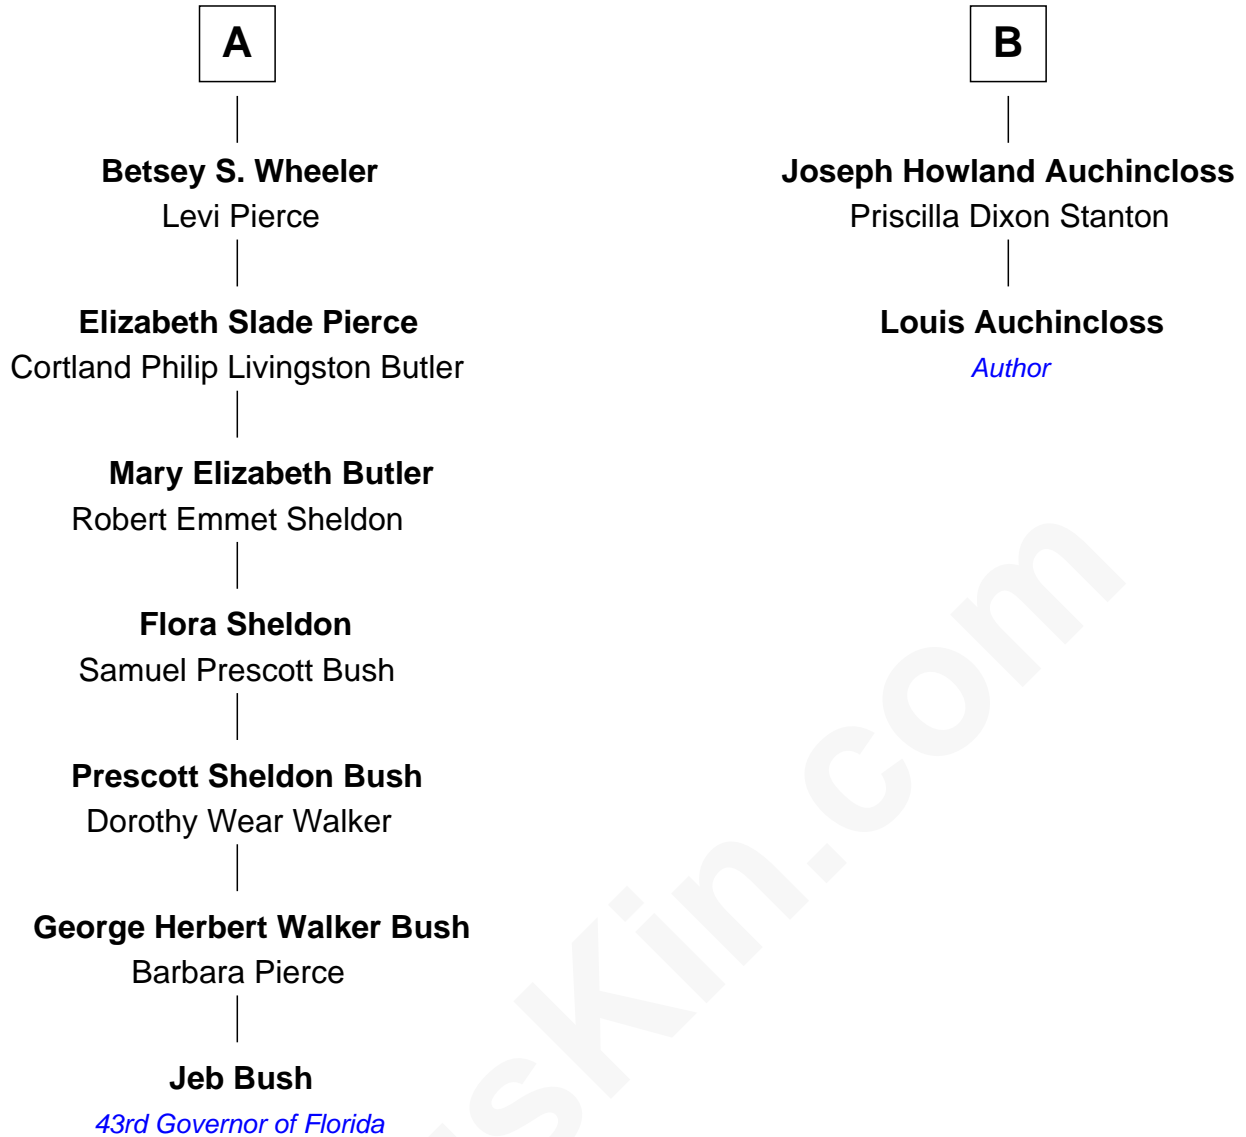 A
Betsey S. Wheeler
Levi Pierce
Elizabeth Slade Pierce
Cortland Philip Livingston Butler
Mary Elizabeth Butler
Robert Emmet Sheldon
Flora Sheldon
Samuel Prescott Bush
Prescott Sheldon Bush
Dorothy Wear Walker
George Herbert Walker Bush
Barbara Pierce
Jeb Bush
43rd Governor of Florida
B
Joseph Howland Auchincloss
Priscilla Dixon Stanton
Louis Auchincloss
Author